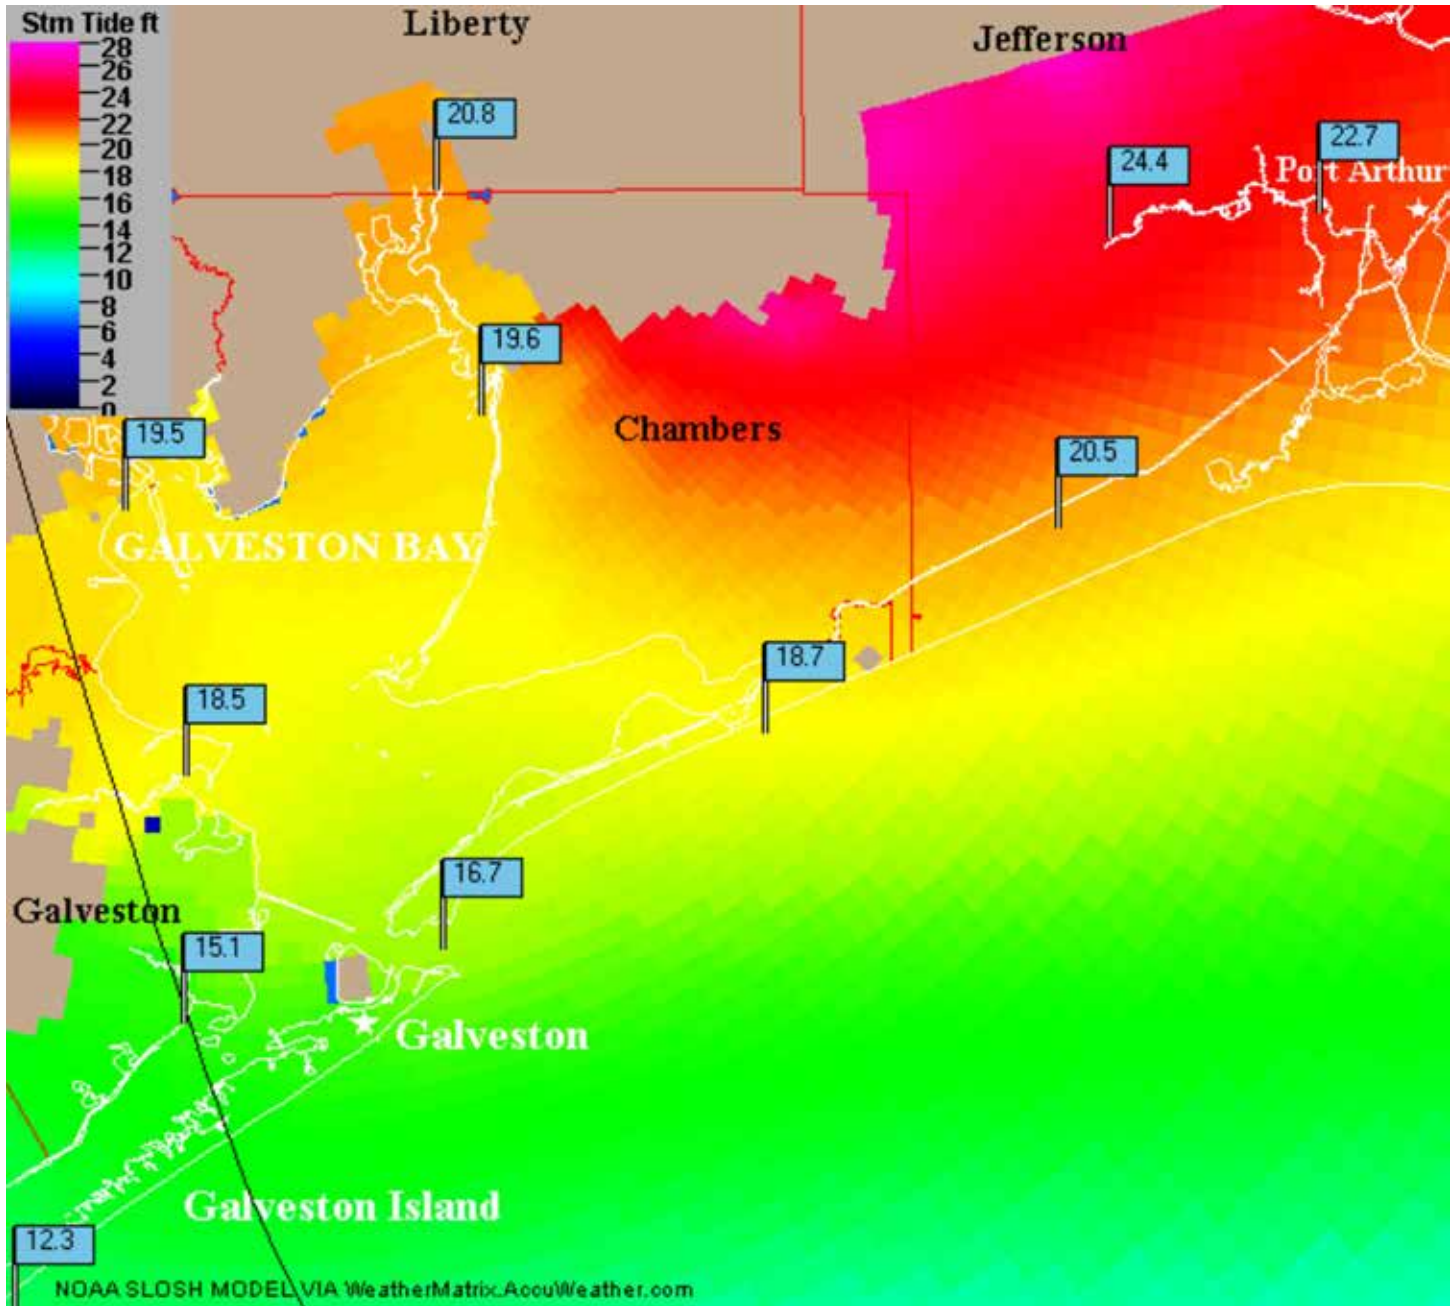 Stm Tide ft
28
26
24
22
20
18
16
14
12
10
8
6
4
2
0
Liberty
Jefferson
20.8
24.4
22.7
Port Arthur
19.6
19.5
Chambers
20.5
GALVESTON BAY
18.7
18.5
16.7
Galveston
15.1
Galveston
Galveston Island
12.3
NOAA SLOSH MODEL VIA WeatherMatrix.AccuWeather.com